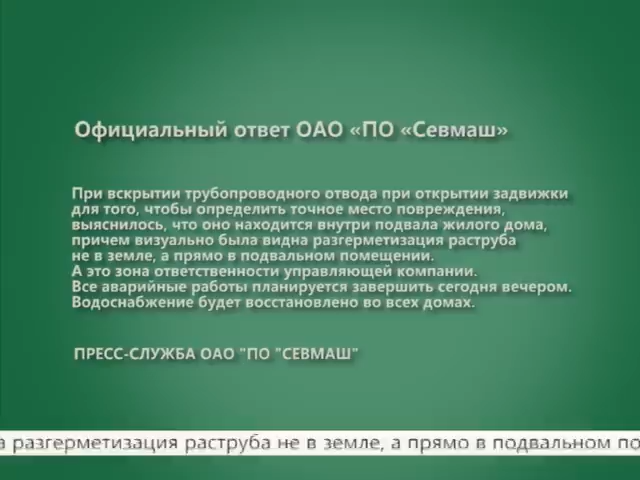 Официальный ответ ОАО «ПО «Севмаш»
При вскрытии трубопроводного отвода при открытии задвижки
для того, чтобы определить точное место повреждения,
выяснилось, что оно находится внутри подвала жилого дома,
причем визуально была видна разгерметизация раструба
не в земле, а прямо в подвальном помещении.
А это зона ответственности управляющей компании.
Все аварийные работы планируется завершить сегодня вечером.
Водоснабжение будет восстановлено во всех домах.
ПРЕСС-СЛУЖБА ОАО "ПО "СЕВМАШ"
а разгерметизация раструба не в земле, а прямо в подвальном по